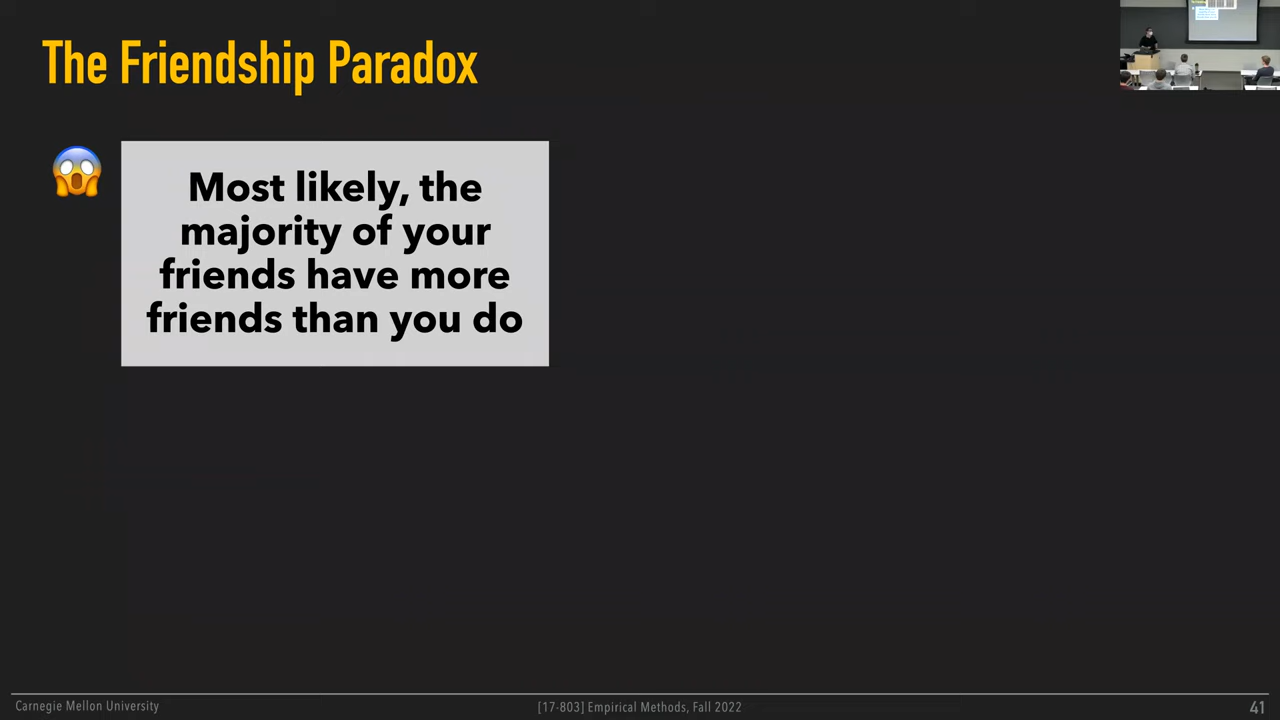 The Friendship Paradox
Most likely, the
majority of your
friends have more
friends than you do
Carnegie Mellon University
[17-803] Empirical Methods, Fall 2022
41